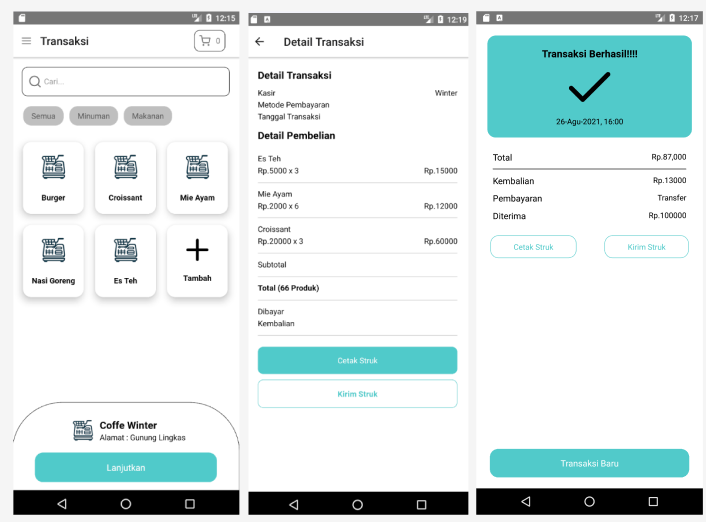 12:15
Transaksi
0
Cari...
Semua Minuman Makanan
Burger Croissant Mie Ayam
Nasi Goreng Es Teh Tambah
Coffe Winter
Alamat : Gunung Lingkas
Lanjutkan
12:19
Detail Transaksi
Detail Transaksi
Kasir Winter
Metode Pembayaran
Tanggal Transaksi
Detail Pembelian
Es Teh
Rp.5000 x 3 Rp.15000
Mie Ayam
Rp.2000 x 6 Rp.12000
Croissant
Rp.20000 x 3 Rp.60000
Subtotal
Total (66 Produk)
Dibayar
Kembalian
Cetak Struk
Kirim Struk
12:17
Transaksi Berhasil!!!!
26-Agu-2021, 16:00
Total Rp.87,000
Kembalian Rp.13000
Pembayaran Transfer
Diterima Rp.100000
Cetak Struk Kirim Struk
Transaksi Baru